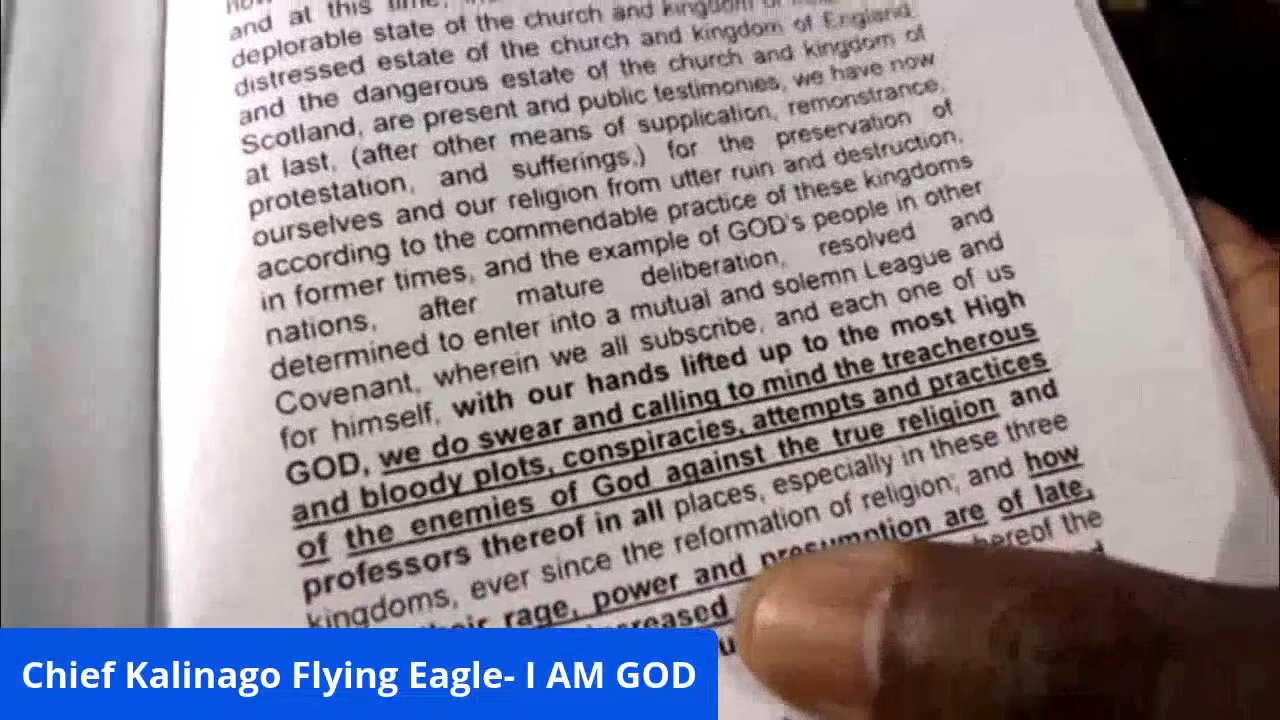 and at this time,
deplorable state of the church and kingdom of
distressed estate of the church and kingdom of England,
and the dangerous estate of the church and kingdom of
Scotland, are present and public testimonies, we have now
at last, (after other means of supplication, remonstrance,
protestation, and sufferings,) for the preservation of
ourselves and our religion from utter ruin and destruction,
according to the commendable practice of these kingdoms
in former times, and the example of GOD's people in other
nations, after mature deliberation, resolved and
determined to enter into a mutual and solemn League and
Covenant, wherein we all subscribe, and each one of us
for himself, with our hands lifted up to the most High
GOD, we do swear and calling to mind the treacherous
and bloody plots, conspiracies, attempts and practices
of the enemies of God against the true religion and
professors thereof in all places, especially in these three
kingdoms, ever since the reformation of religion; and how
their rage, power and presumption are of late,
increased hereof the
Chief Kalinago Flying Eagle- I AM GOD